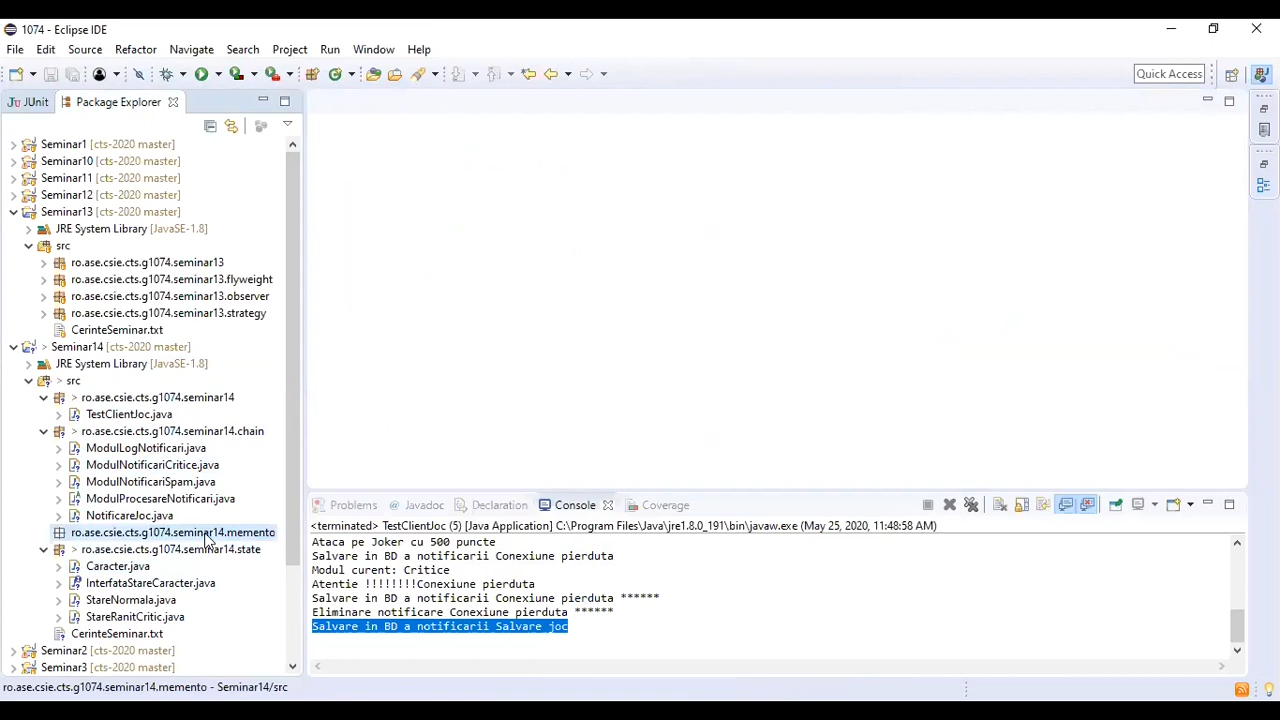 1074 - Eclipse IDE
File Edit Source Refactor Navigate Search Project Run Window Help
Quick Access
JUnit Package Explorer
Seminar1 [cts-2020 master]
Seminar10 [cts-2020 master]
Seminar11 [cts-2020 master]
Seminar12 [cts-2020 master]
Seminar13 [cts-2020 master]
JRE System Library [JavaSE-1.8]
src
ro.ase.csie.cts.g1074.seminar13
ro.ase.csie.cts.g1074.seminar13.flyweight
ro.ase.csie.cts.g1074.seminar13.observer
ro.ase.csie.cts.g1074.seminar13.strategy
CerinteSeminar.txt
> Seminar14 [cts-2020 master]
JRE System Library [JavaSE-1.8]
> src
> ro.ase.csie.cts.g1074.seminar14
TestClientJoc.java
> ro.ase.csie.cts.g1074.seminar14.chain
ModulLogNotificari.java
ModulNotificariCritice.java
ModulNotificariSpam.java
ModulProcesareNotificari.java
NotificareJoc.java
ro.ase.csie.cts.g1074.seminar14.memento
> ro.ase.csie.cts.g1074.seminar14.state
Caracter.java
InterfataStareCaracter.java
StareNormala.java
StareRanitCritic.java
CerinteSeminar.txt
Seminar2 [cts-2020 master]
Seminar3 [cts-2020 master]
Problems Javadoc Declaration Console Coverage
<terminated> TestClientJoc (5) [Java Application] C:\Program Files\Java\jre1.8.0_191\bin\javaw.exe (May 25, 2020, 11:48:58 AM)
Ataca pe Joker cu 500 puncte
Salvare in BD a notificarii Conexiune pierduta
Modul curent: Critice
Atentie !!!!!!!!Conexiune pierduta
Salvare in BD a notificarii Conexiune pierduta ******
Eliminare notificare Conexiune pierduta ******
Salvare in BD a notificarii Salvare joc
ro.ase.csie.cts.g1074.seminar14.memento - Seminar14/src